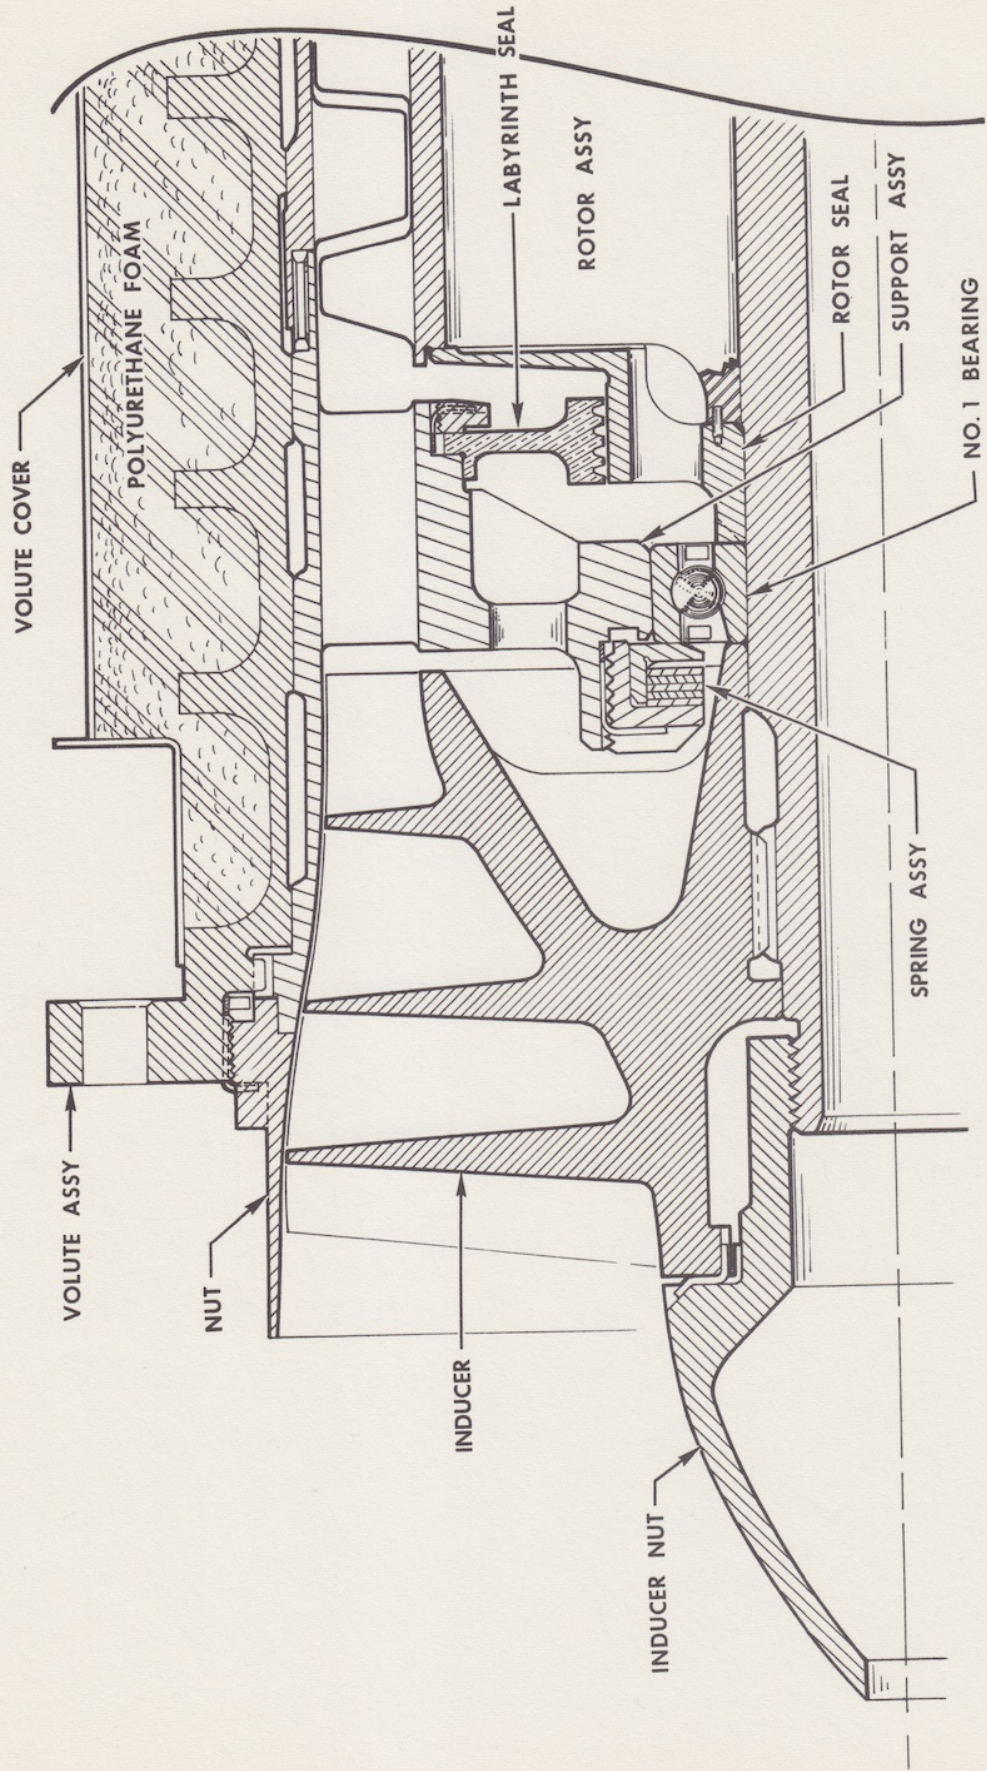 VOLUTE COVER
POLYURETHANE FOAM
VOLUTE ASSY
NUT
INDUCER
INDUCER NUT
LABYRINTH SEAL
ROTOR ASSY
ROTOR SEAL
SUPPORT ASSY
NO. 1 BEARING
SPRING ASSY